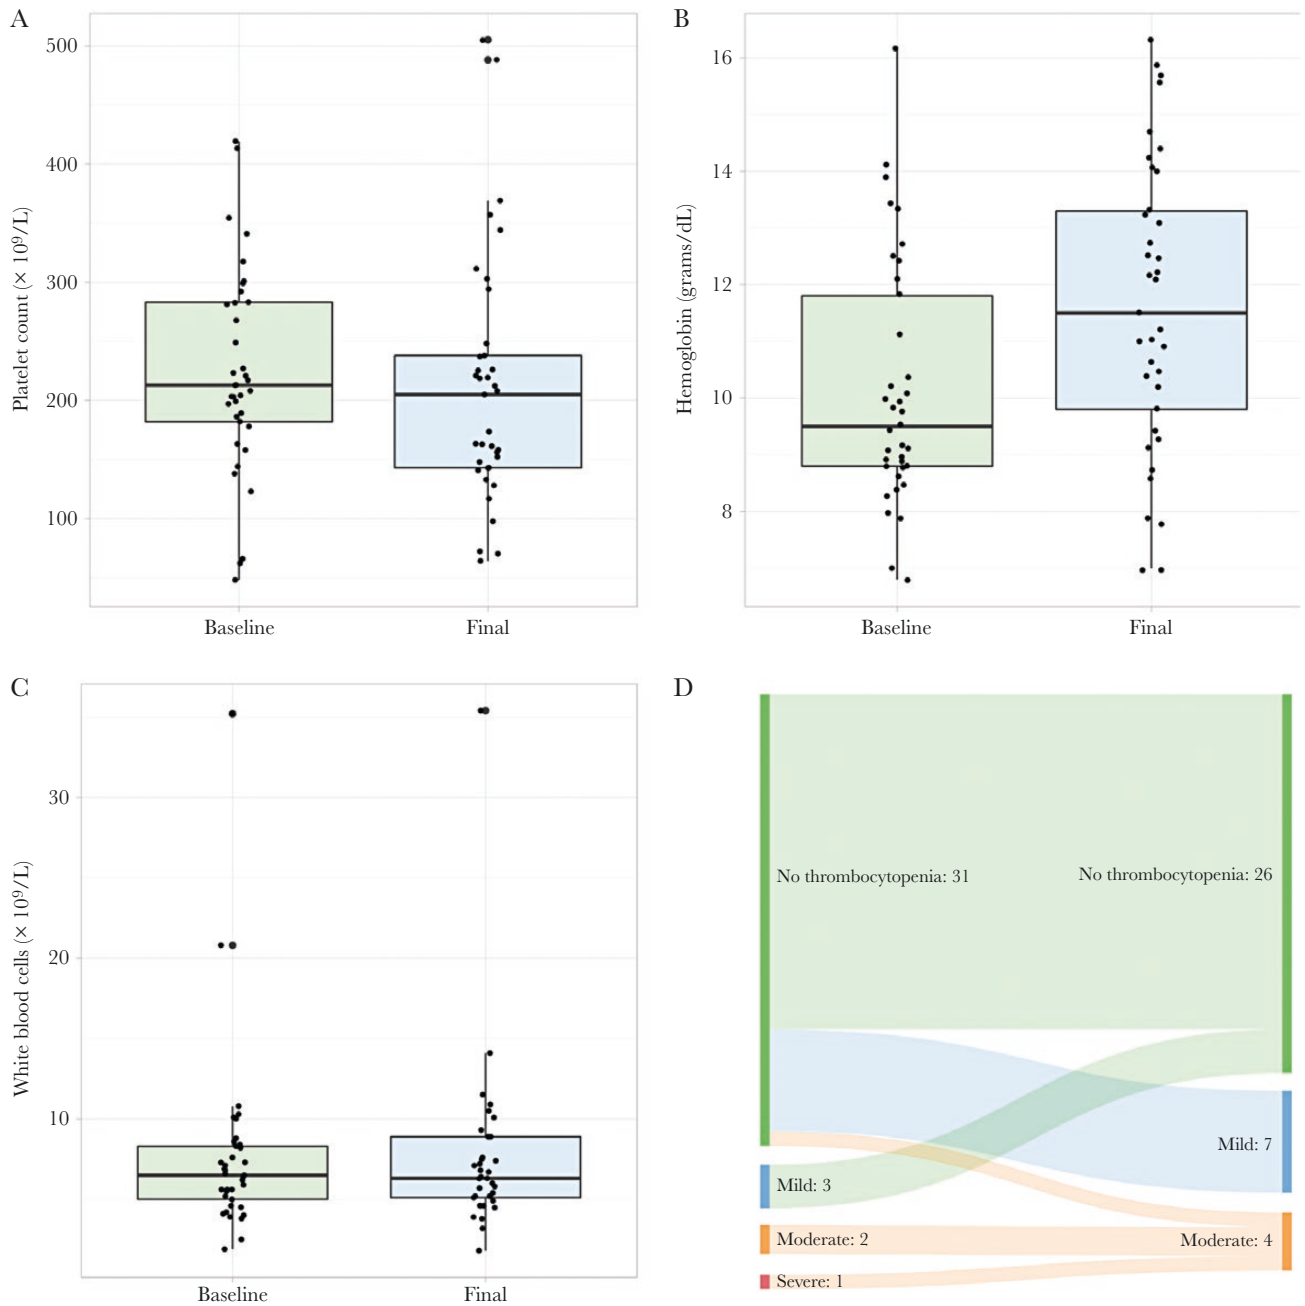 A
Platelet count (× 10⁹/L)
500
400
300
200
100
Baseline
Final
B
Hemoglobin (grams/dL)
16
14
12
10
8
Baseline
Final
C
White blood cells (× 10⁹/L)
30
20
10
Baseline
Final
D
No thrombocytopenia: 31
No thrombocytopenia: 26
Mild: 7
Mild: 3
Moderate: 2
Moderate: 4
Severe: 1